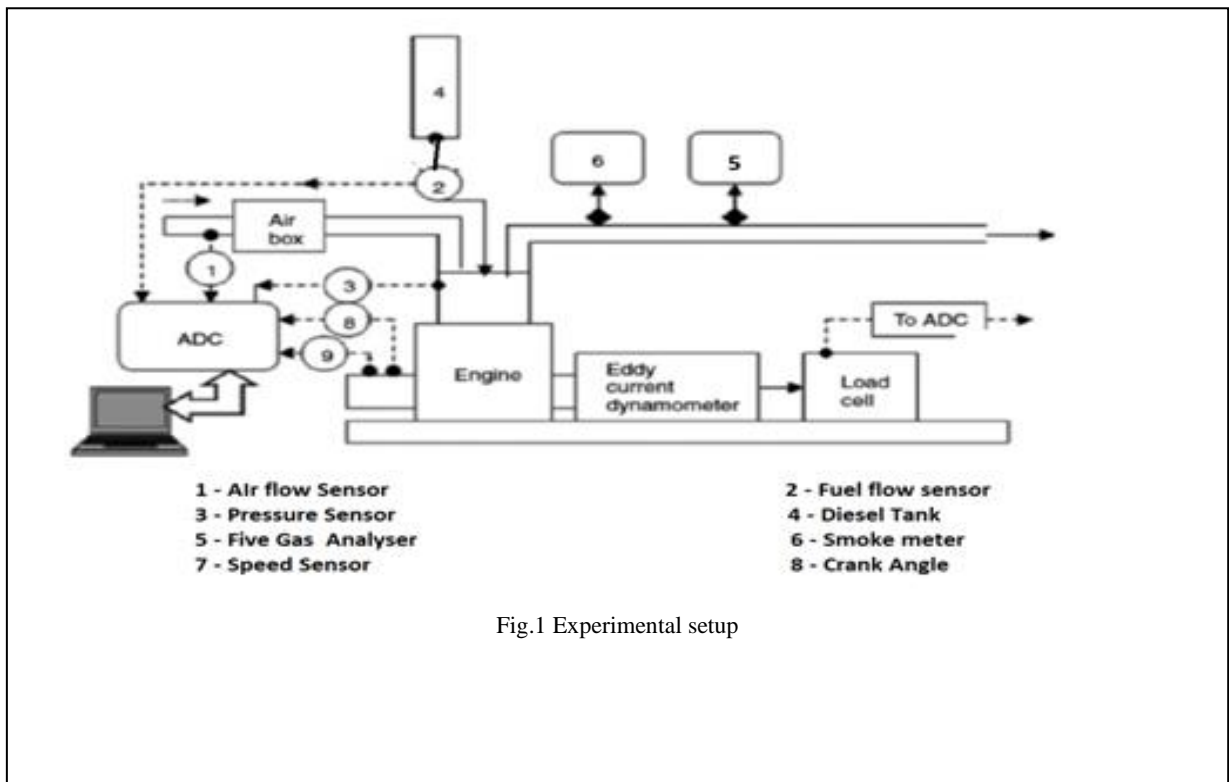 4
6
5
2
Air
box
1
3
8
9
ADC
To ADC
Engine
Eddy
current
dynamometer
Load
cell
1 - AIr flow Sensor
2 - Fuel flow sensor
3 - Pressure Sensor
4 - Diesel Tank
5 - Five Gas Analyser
6 - Smoke meter
7 - Speed Sensor
8 - Crank Angle
Fig.1 Experimental setup